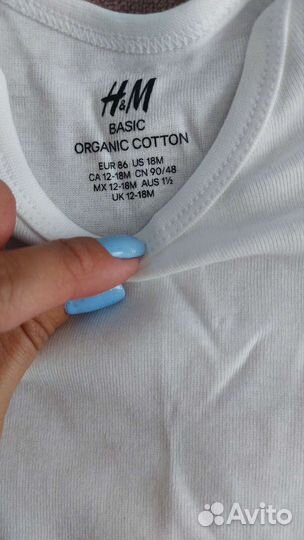 H&M
BASIC
ORGANIC COTTON
EUR 86 US 18M
CA 12-18M CN 90/48
MX 12-18M AUS 1½
UK 12-18M
Avito